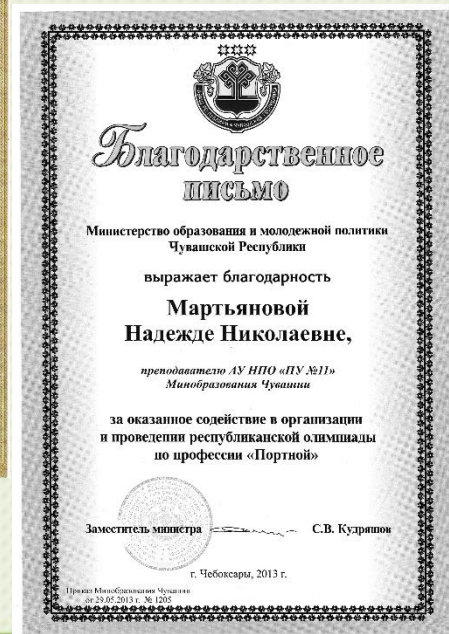 Благодарственное
письмо
Министерство образования и молодежной политики
Чувашской Республики
выражает благодарность
Мартьяновой
Надежде Николаевне,
преподавателю АУ НПО «ПУ №11»
Минобразования Чувашии
за оказанное содействие в организации
и проведении республиканской олимпиады
по профессии «Портной»
Заместитель министра С.В. Кудряшов
г. Чебоксары, 2013 г.
Приказ Минобразования Чувашии
от 29.05.2013 г. № 1205